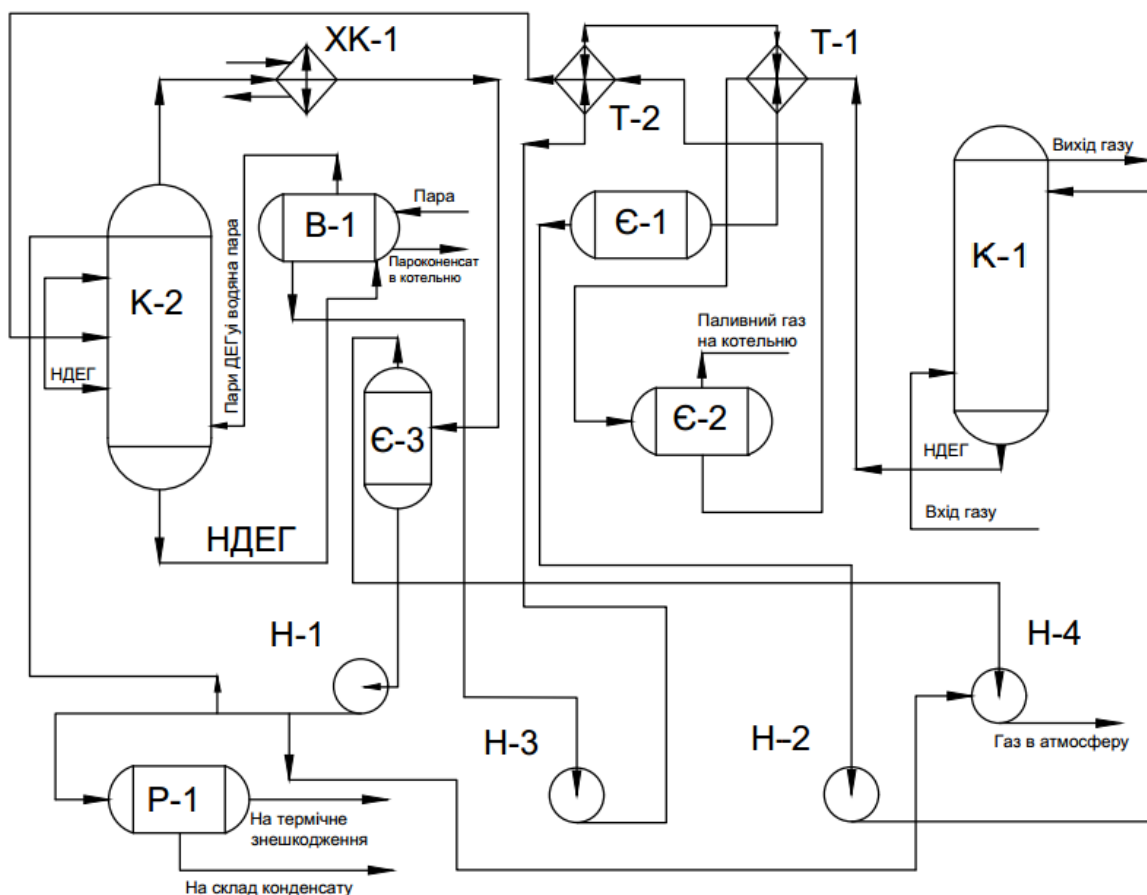 ХК-1
Т-1
Т-2
Вихід газу
В-1
Пара
Є-1
К-1
Пароконенсат
в котельню
К-2
Пари ДЕГуі водяна пара
Паливний газ
на котельню
НДЕГ
Є-3
Є-2
НДЕГ
Вхід газу
НДЕГ
Н-1
Н-4
Н-3
Н-2
Газ в атмосферу
Р-1
На термічне
знешкодження
На склад конденсату